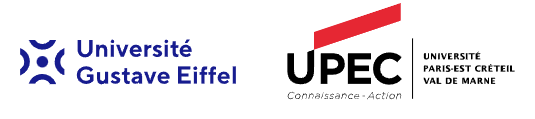 Université
Gustave Eiffel
UPEC
Connaissance - Action
UNIVERSITÉ
PARIS-EST CRÉTEIL
VAL DE MARNE